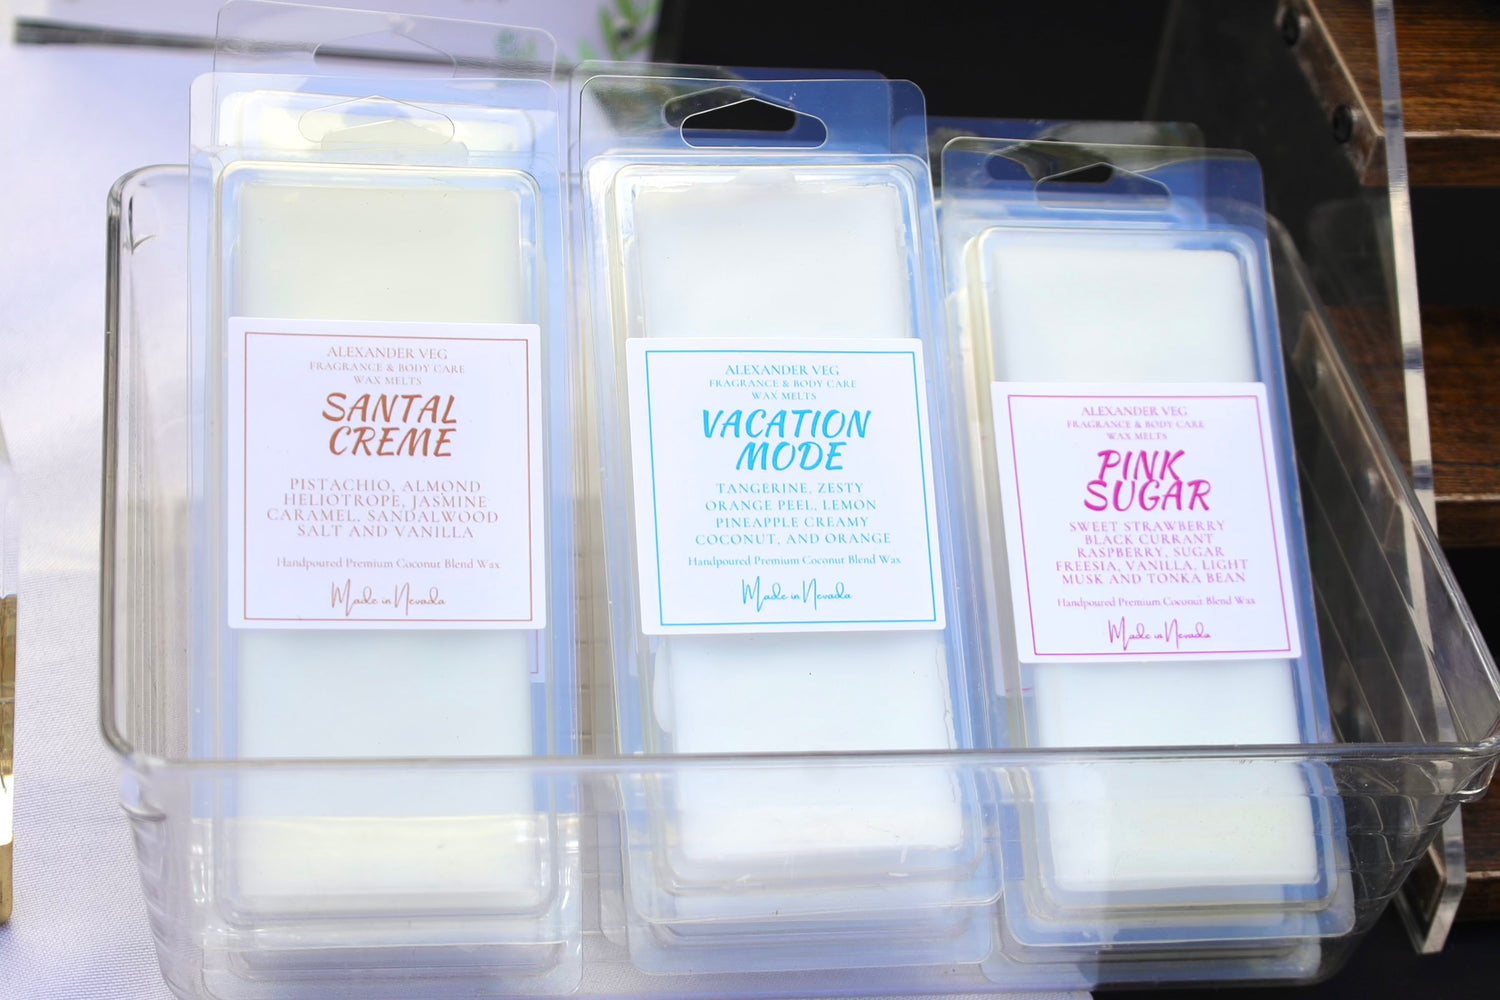 ALEXANDER VEG
FRAGRANCE & BODY CARE
WAX MELTS
SANTAL
CREME
PISTACHIO, ALMOND
HELIOTROPE, JASMINE
CARAMEL, SANDALWOOD
SALT AND VANILLA
Handpoured Premium Coconut Blend Wax
Made in Nevada
ALEXANDER VEG
FRAGRANCE & BODY CARE
WAX MELTS
VACATION
MODE
TANGERINE, ZESTY
ORANGE PEEL, LEMON
PINEAPPLE CREAMY
COCONUT, AND ORANGE
Handpoured Premium Coconut Blend Wax
Made in Nevada
ALEXANDER VEG
FRAGRANCE & BODY CARE
WAX MELTS
PINK
SUGAR
SWEET STRAWBERRY
BLACK CURRANT
RASPBERRY, SUGAR
FREESIA, VANILLA, LIGHT
MUSK AND TONKA BEAN
Handpoured Premium Coconut Blend Wax
Made in Nevada